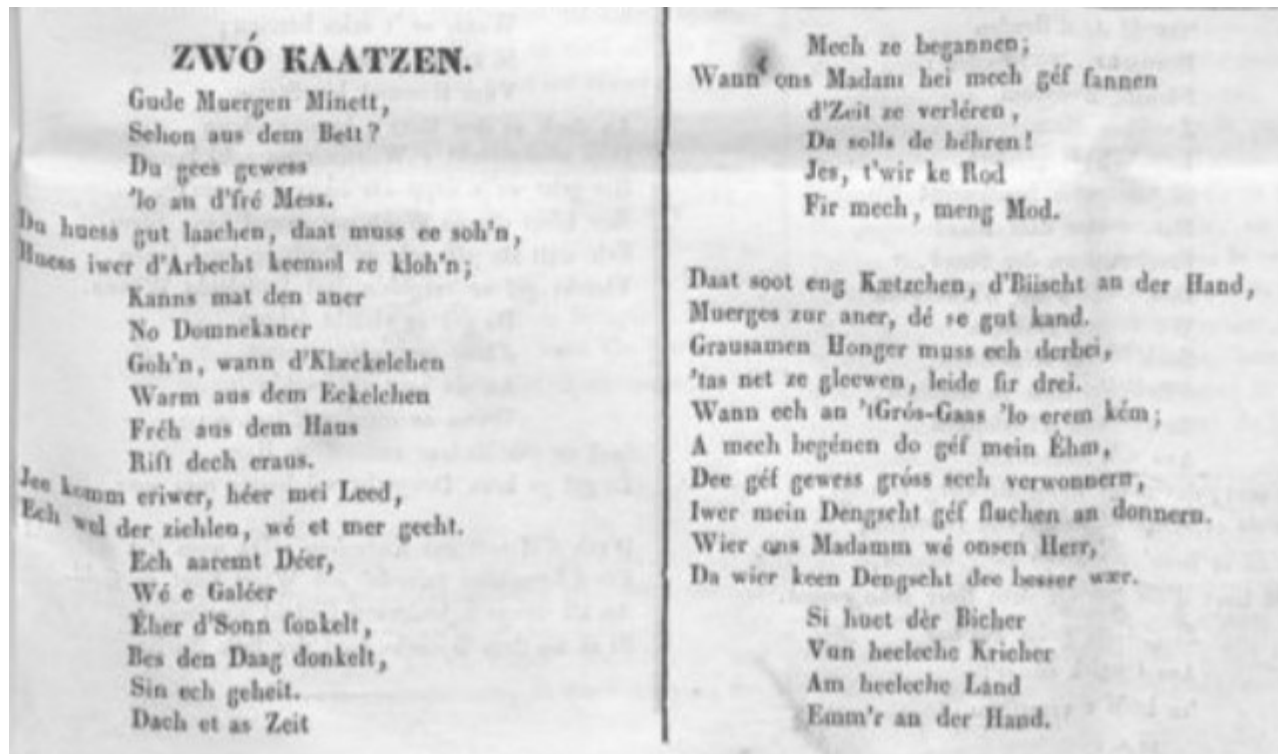 ZWÓ KAATZEN.
Gude Muergen Minett,
Schon aus dem Bett?
Du gees gewess
'lo an d'fré Mess.
Du huess gut laachen, daat muss ee soh'n,
Huess iwer d'Arbecht keemol ze kloh'n;
Kanns mat den aner
No Domnekaner
Goh'n, wann d'Klæckelchen
Warm aus dem Eckelchen
Fréh aus dem Haus
Rift dech eraus.
Jee komm eriwer, héer mei Leed,
Ech wel der ziehlen, wé et mer geeht.
Ech aaremt Déer,
Wé e Galéer
Éher d'Sonn fonkelt,
Bes den Daag donkelt,
Sin ech geheit.
Dach et as Zeit
Mech ze begannen;
Wann ons Madam hei mech géf fannen
d'Zeit ze verléren,
Da solls de héhren!
Jes, t'wir ke Rod
Fir mech, meng Mod.
Daat soot eng Kætzchen, d'Biischt an der Hand,
Muerges zur aner, dé se gut kand.
Grausamen Honger muss ech derbei,
'tas net ze gleewen, leide fir drei.
Wann ech an 'tGrós-Gaas 'lo erem kém;
A mech begénen do géf mein Éhm,
Dee géf gewess gróss sech verwonnern,
Iwer mein Dengscht géf fluchen an donnern.
Wier ons Madamm wé onsen Herr,
Da wier keen Dengscht dee besser wær.
Si huet dèr Bicher
Vun heeleche Kricher
Am heeleche Land
Emm'r an der Hand.